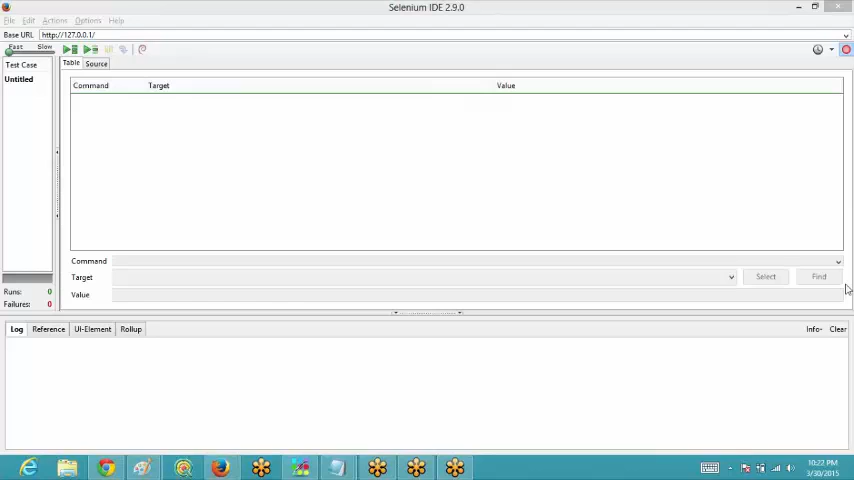 Selenium IDE 2.9.0
File Edit Actions Options Help
Base URL http://127.0.0.1/
Fast Slow
Test Case
Table Source
Untitled
Command Target Value
Command
Target Select Find
Value
Runs: 0
Failures: 0
Log Reference UI-Element Rollup Info- Clear
10:22 PM
3/30/2015